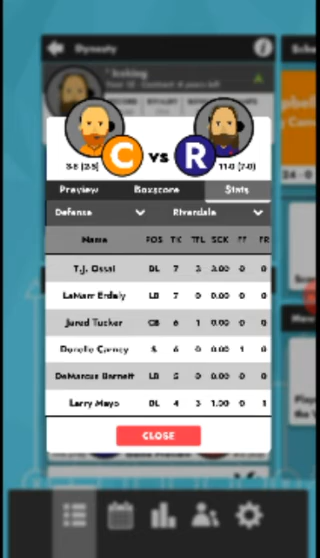 Dynasty
C VS R
3-8 (2-5) 11-0 (7-0)
Preview Boxscore Stats
Defense Riverdale
Name POS TK TFL SCK FF FR
T.J. Ossai DL 7 3 3.00 0 0
LaMarr Erdely LB 7 0 0.00 0 0
Jared Tucker CB 6 1 0.00 0 0
Donelle Carney S 6 0 0.00 1 0
DeMarcus Barnett LB 5 0 0.00 0 0
Larry Mayo DL 4 3 1.00 0 1
CLOSE